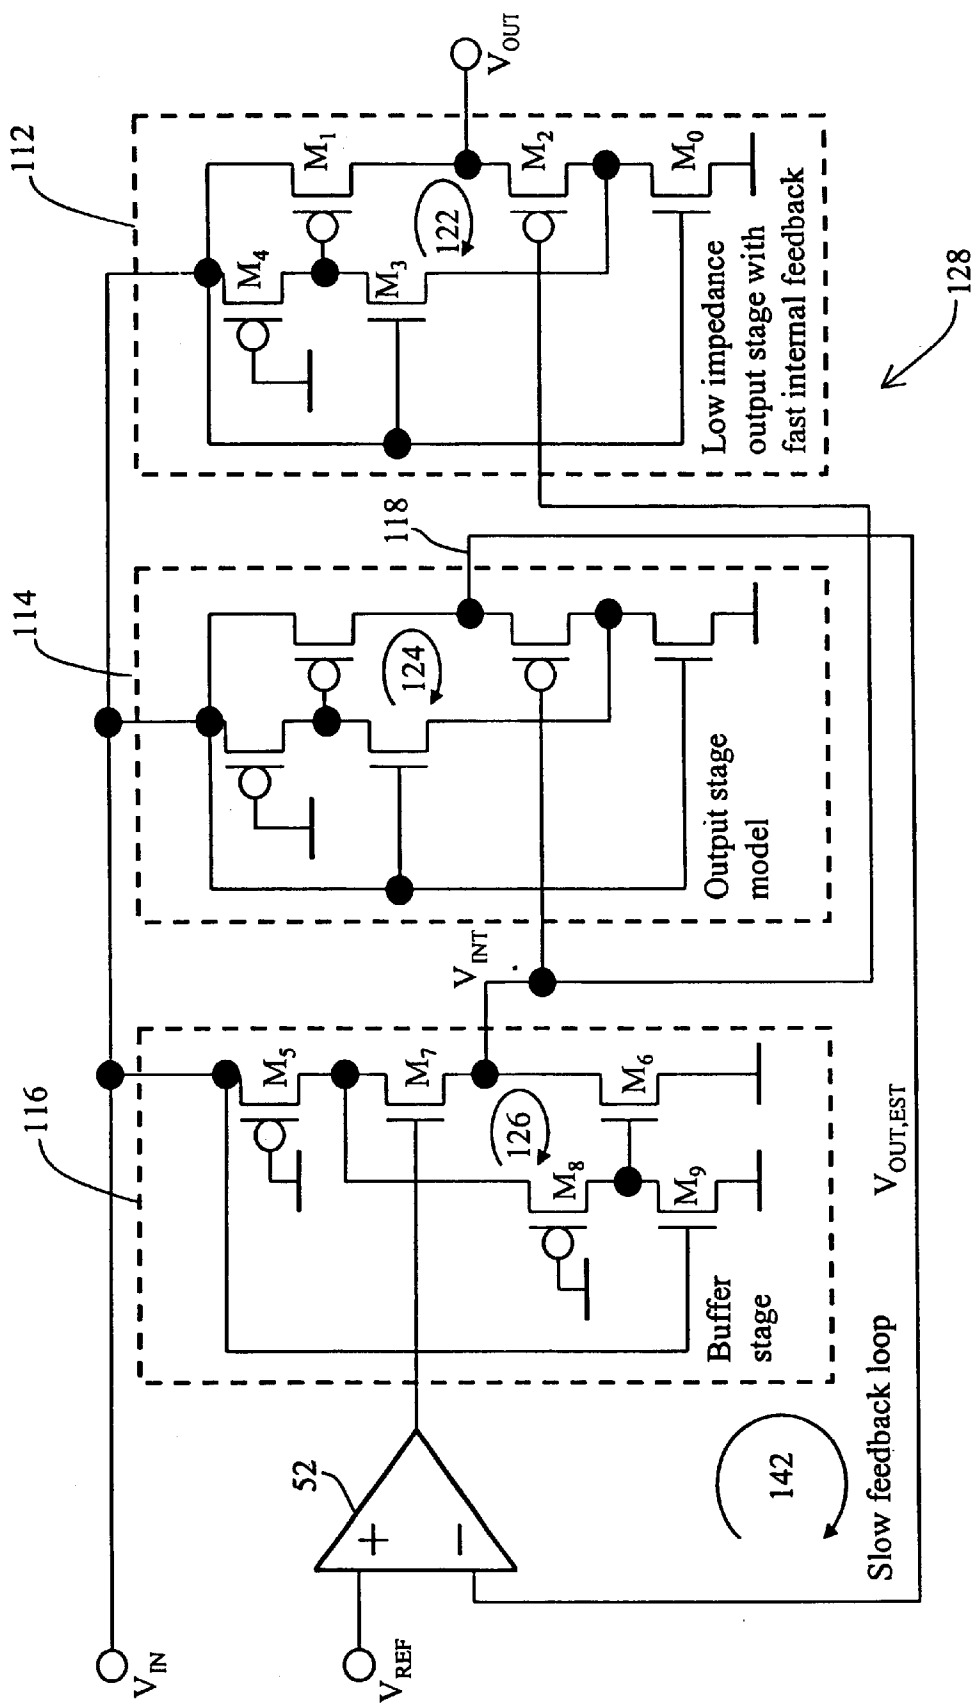 112
114
116
V_IN
V_REF
52
+
−
M_5
M_7
M_6
M_8
M_9
126
Buffer
stage
V_INT
124
Output stage
model
118
M_4
M_1
M_3
122
M_2
M_0
V_OUT
Low impedance
output stage with
fast internal feedback
128
V_OUT,EST
142
Slow feedback loop